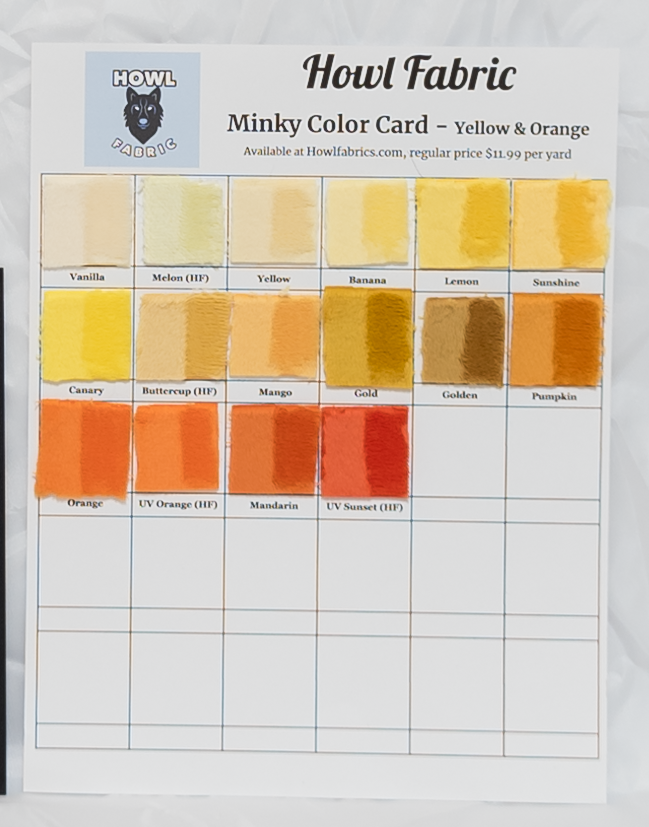 HOWL
FABRIC
Howl Fabric
Minky Color Card – Yellow & Orange
Available at Howlfabrics.com, regular price $11.99 per yard
Vanilla Melon (HF) Yellow Banana Lemon Sunshine
Canary Buttercup (HF) Mango Gold Golden Pumpkin
Orange UV Orange (HF) Mandarin UV Sunset (HF)